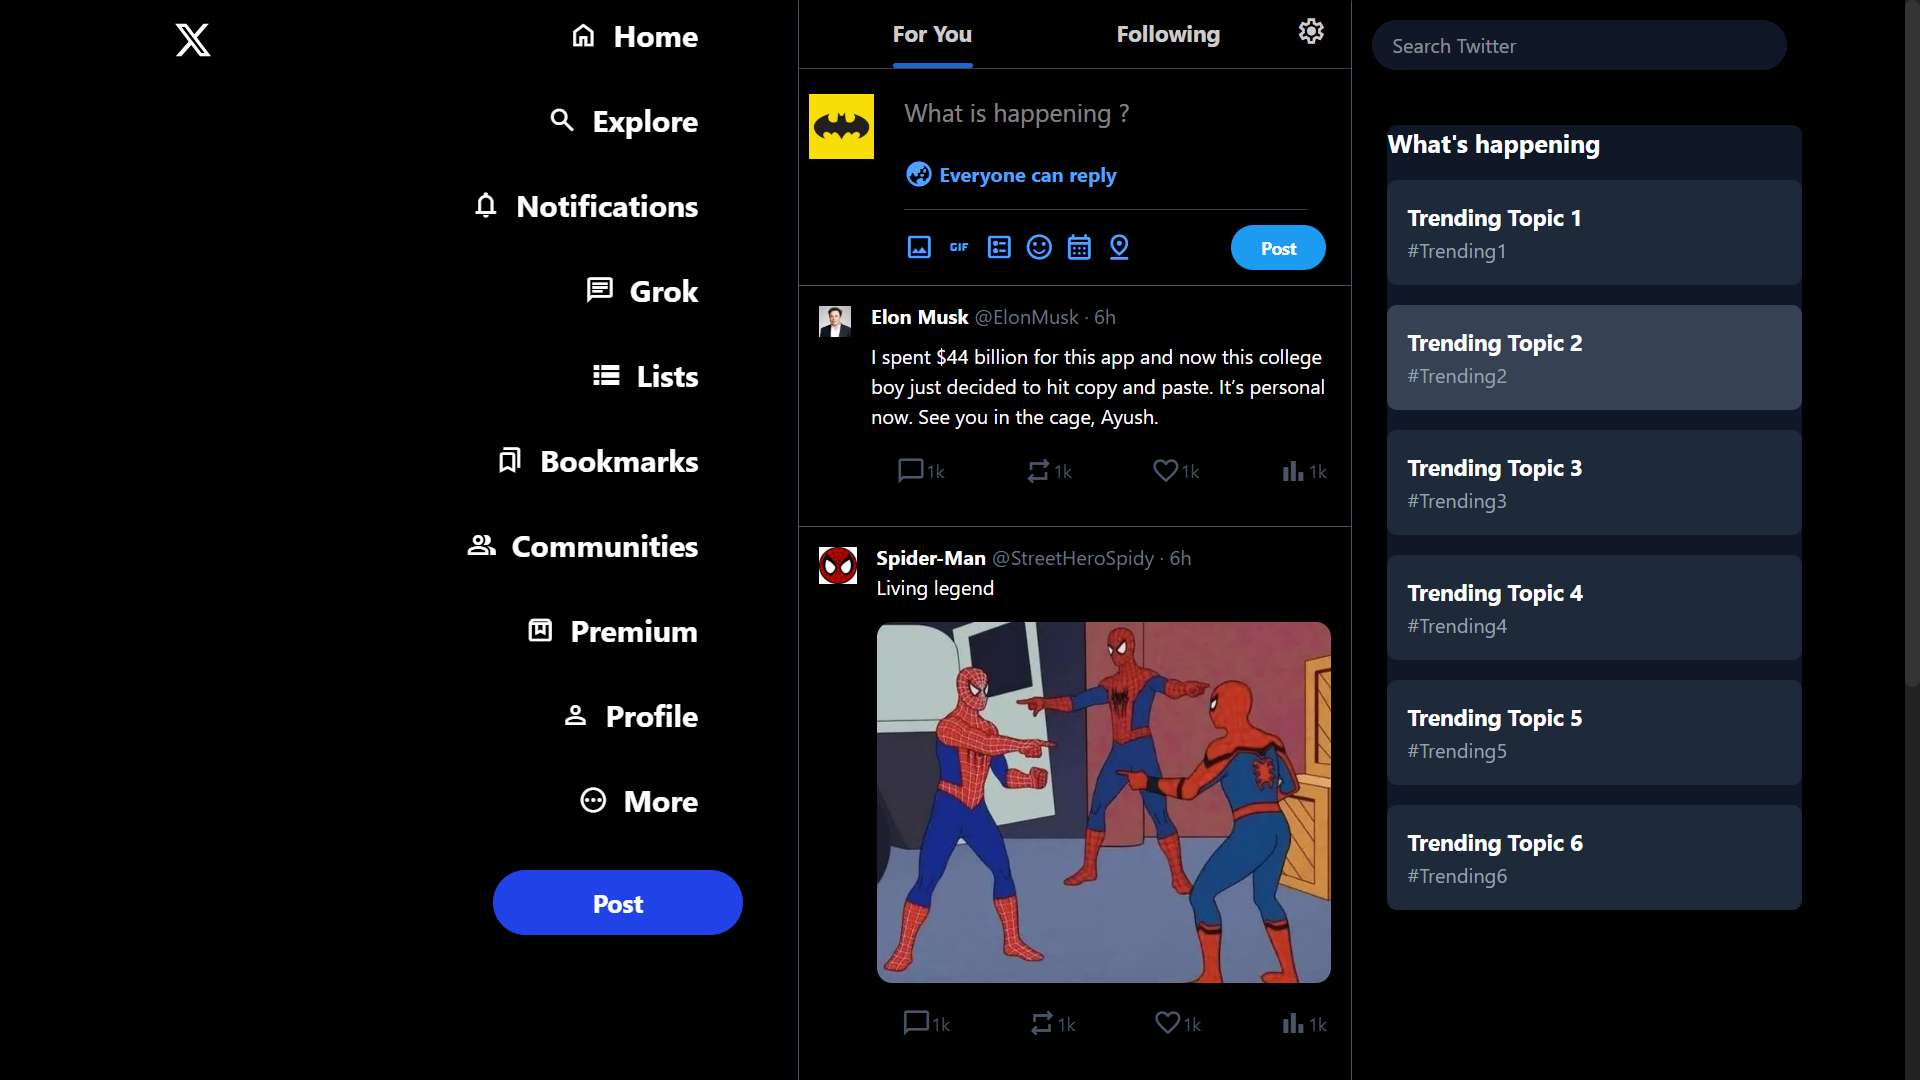 Home
Explore
Notifications
Grok
Lists
Bookmarks
Communities
Premium
Profile
More
Post
For You
Following
What is happening ?
Everyone can reply
GIF
Post
Elon Musk @ElonMusk · 6h
I spent $44 billion for this app and now this college
boy just decided to hit copy and paste. It’s personal
now. See you in the cage, Ayush.
1k 1k 1k 1k
Spider-Man @StreetHeroSpidy · 6h
Living legend
1k 1k 1k 1k
Search Twitter
What's happening
Trending Topic 1
#Trending1
Trending Topic 2
#Trending2
Trending Topic 3
#Trending3
Trending Topic 4
#Trending4
Trending Topic 5
#Trending5
Trending Topic 6
#Trending6